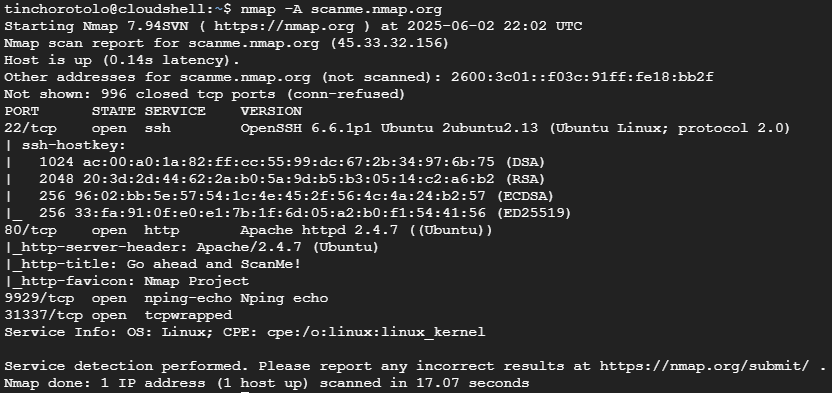 tinchorotolo@cloudshell:~$ nmap -A scanme.nmap.org
Starting Nmap 7.94SVN ( https://nmap.org ) at 2025-06-02 22:02 UTC
Nmap scan report for scanme.nmap.org (45.33.32.156)
Host is up (0.14s latency).
Other addresses for scanme.nmap.org (not scanned): 2600:3c01::f03c:91ff:fe18:bb2f
Not shown: 996 closed tcp ports (conn-refused)
PORT      STATE SERVICE    VERSION
22/tcp    open  ssh        OpenSSH 6.6.1p1 Ubuntu 2ubuntu2.13 (Ubuntu Linux; protocol 2.0)
| ssh-hostkey:
|   1024 ac:00:a0:1a:82:ff:cc:55:99:dc:67:2b:34:97:6b:75 (DSA)
|   2048 20:3d:2d:44:62:2a:b0:5a:9d:b5:b3:05:14:c2:a6:b2 (RSA)
|   256 96:02:bb:5e:57:54:1c:4e:45:2f:56:4c:4a:24:b2:57 (ECDSA)
|_  256 33:fa:91:0f:e0:e1:7b:1f:6d:05:a2:b0:f1:54:41:56 (ED25519)
80/tcp    open  http       Apache httpd 2.4.7 ((Ubuntu))
|_http-server-header: Apache/2.4.7 (Ubuntu)
|_http-title: Go ahead and ScanMe!
|_http-favicon: Nmap Project
9929/tcp  open  nping-echo Nping echo
31337/tcp open  tcpwrapped
Service Info: OS: Linux; CPE: cpe:/o:linux:linux_kernel
Service detection performed. Please report any incorrect results at https://nmap.org/submit/ .
Nmap done: 1 IP address (1 host up) scanned in 17.07 seconds